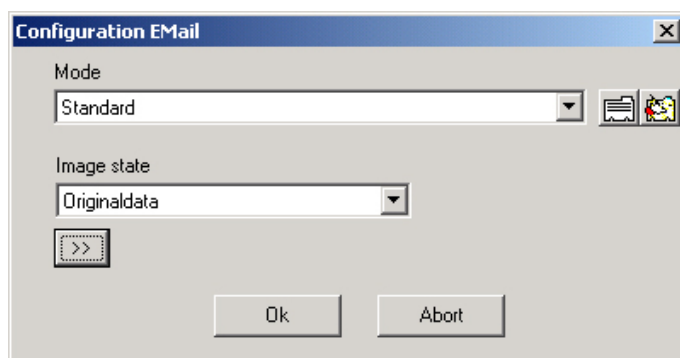 Configuration EMail
Mode
Standard
Image state
Originaldata
>>
Ok
Abort